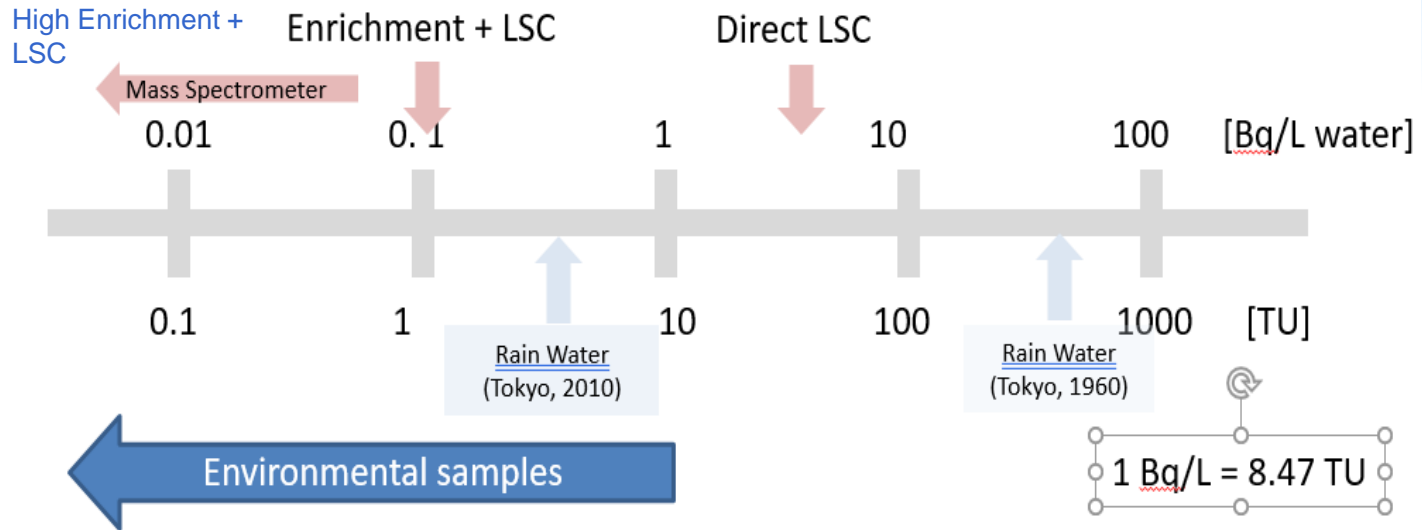 High Enrichment +
LSC
Enrichment + LSC
Direct LSC
Mass Spectrometer
0.01 0.1 1 10 100 [Bq/L water]
0.1 1 10 100 1000 [TU]
Rain Water
(Tokyo, 2010)
Rain Water
(Tokyo, 1960)
Environmental samples
1 Bq/L = 8.47 TU